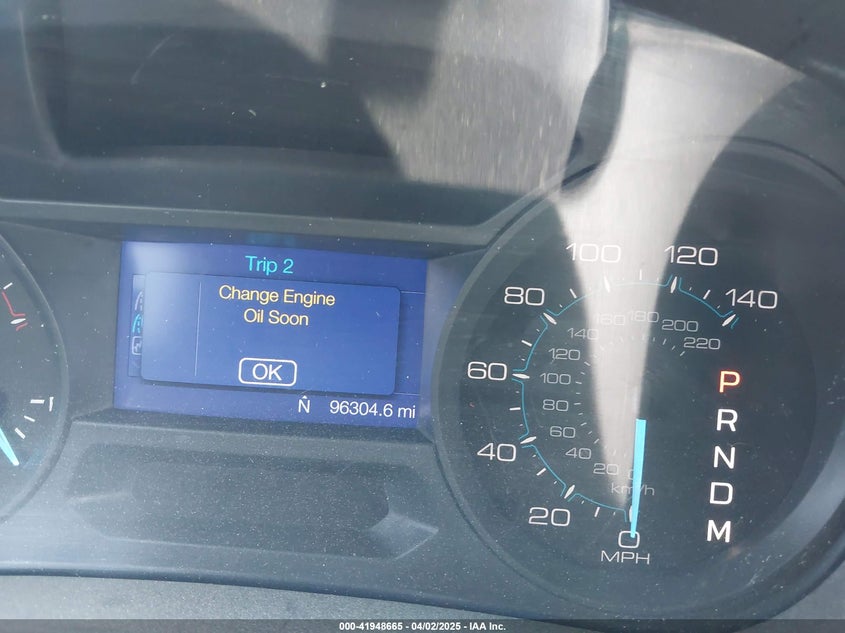 Trip 2
Change Engine
Oil Soon
OK
N 96304.6 mi
100 120
80 140
60
40
20
0
MPH
160 180
140 200
120 220
100
80
60
40
20 0
km/h
P
R
N
D
M
000-41948665 - 04/02/2025 - IAA Inc.